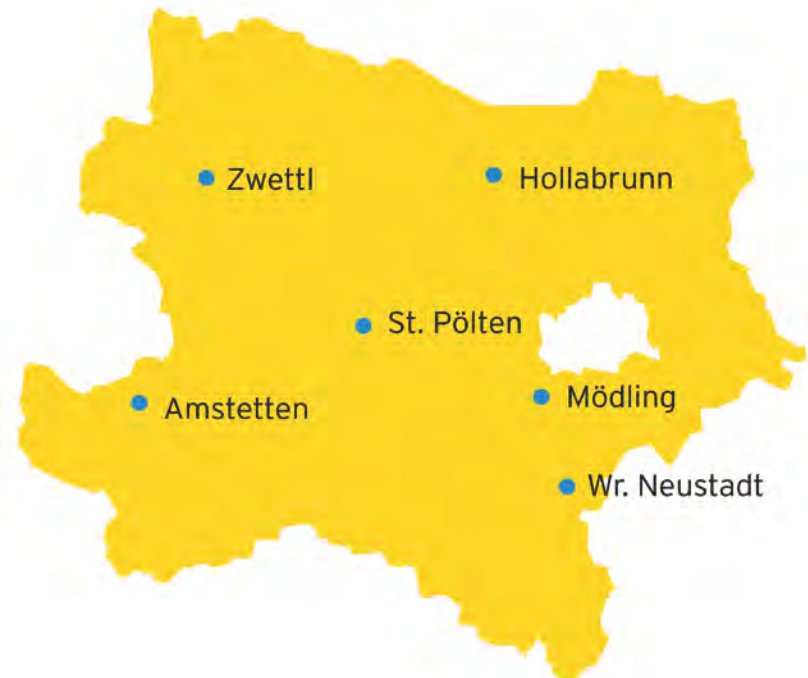 Zwettl
Hollabrunn
St. Pölten
Mödling
Amstetten
Wr. Neustadt